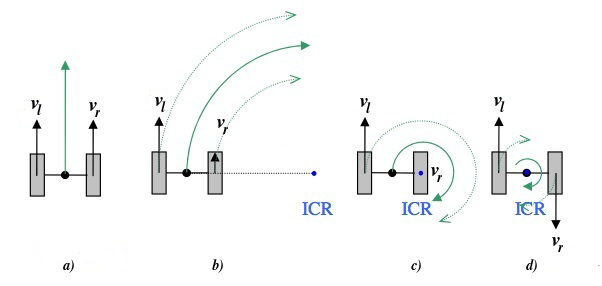 v_l v_r v_l v_r v_l v_r v_l
ICR ICR ICR
v_r
a) b) c) d)